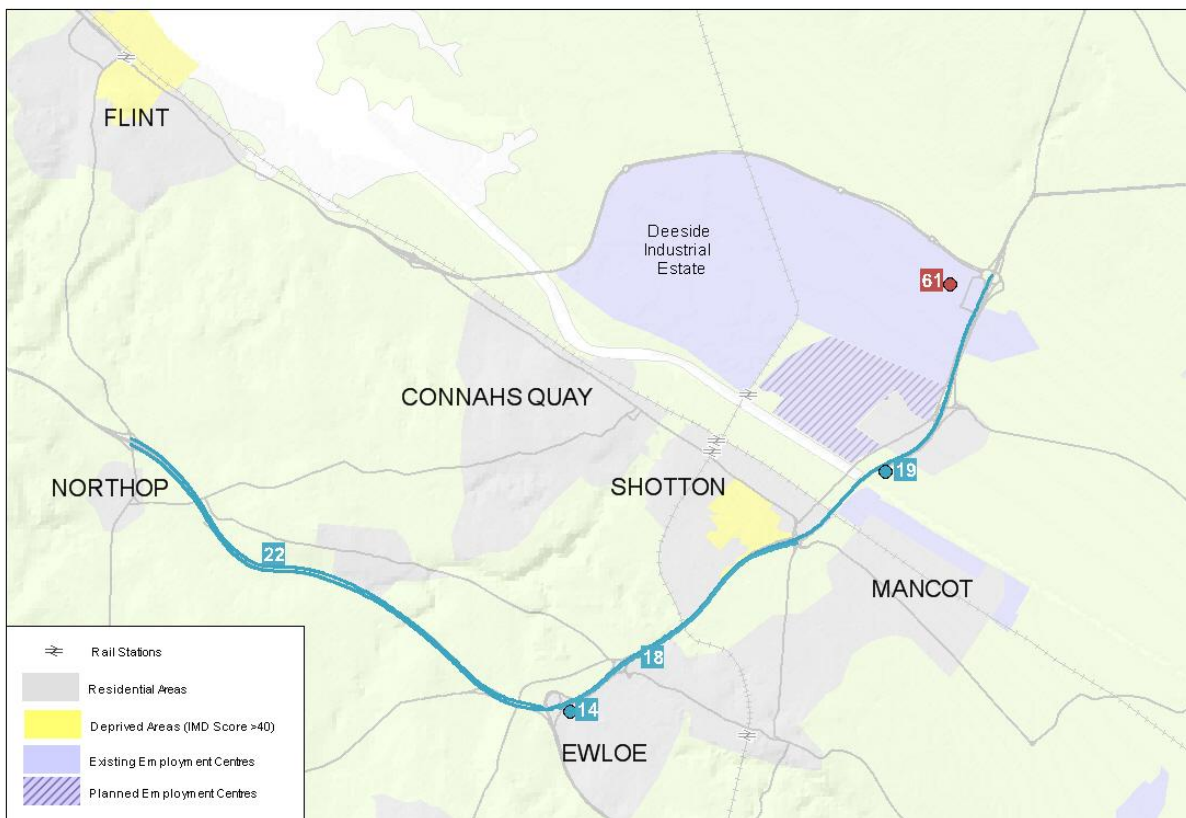 FLINT
Deeside
Industrial
Estate
61
CONNAHS QUAY
19
NORTHOP
SHOTTON
22
MANCOT
18
14
EWLOE
Rail Stations
Residential Areas
Deprived Areas (IMD Score >40)
Existing Employment Centres
Planned Employment Centres